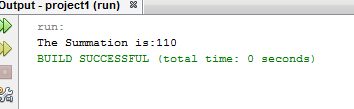 Output - project1 (run)
run:
The Summation is:110
BUILD SUCCESSFUL (total time: 0 seconds)